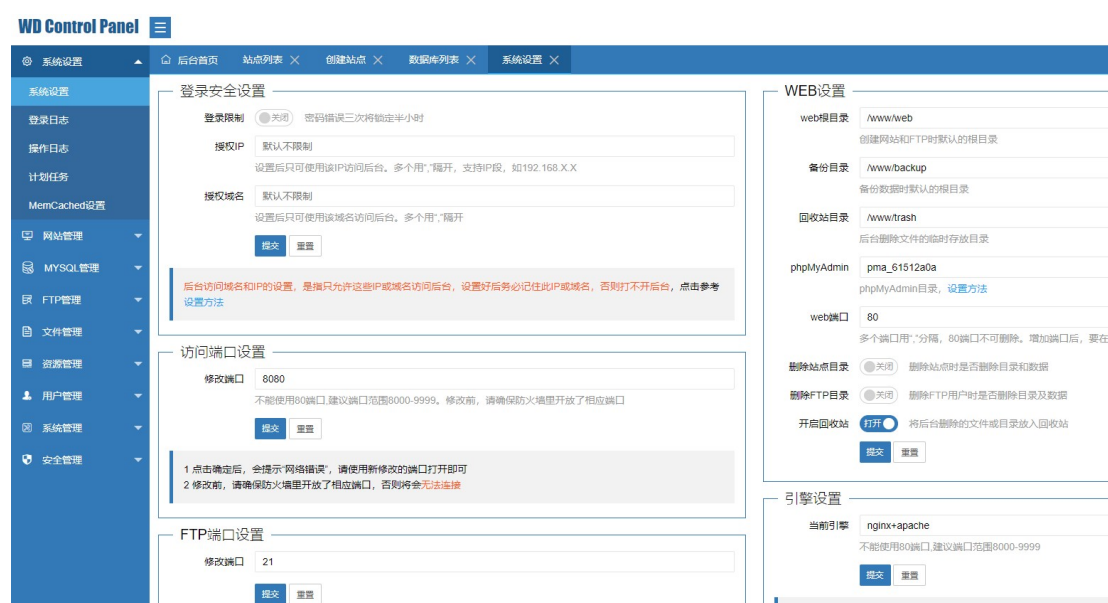 WD Control Panel
系统设置
后台首页 站点列表 创建站点 数据库列表 系统设置
系统设置
登录日志
操作日志
计划任务
MemCached设置
网站管理
MYSQL管理
FTP管理
文件管理
资源管理
用户管理
系统管理
安全管理
登录安全设置
登录限制 关闭 密码错误三次将锁定半小时
授权IP 默认不限制
设置后只可使用该IP访问后台。多个用","隔开，支持IP段，如192.168.X.X
授权域名 默认不限制
设置后只可使用该域名访问后台。多个用","隔开
提交 重置
后台访问域名和IP的设置，是指只允许这些IP或域名访问后台，设置好后务必记住此IP或域名，否则打不开后台，点击参考
设置方法
访问端口设置
修改端口 8080
不能使用80端口,建议端口范围8000-9999。修改前，请确保防火墙里开放了相应端口
提交 重置
1 点击确定后，会提示"网络错误"，请使用新修改的端口打开即可
2 修改前，请确保防火墙里开放了相应端口，否则将会无法连接
FTP端口设置
修改端口 21
提交 重置
WEB设置
web根目录 /www/web
创建网站和FTP时默认的根目录
备份目录 /www/backup
备份数据时默认的根目录
回收站目录 /www/trash
后台删除文件的临时存放目录
phpMyAdmin pma_61512a0a
phpMyAdmin目录，设置方法
web端口 80
多个端口用","分隔，80端口不可删除。增加端口后，要在
删除站点目录 关闭 删除站点时是否删除目录和数据
删除FTP目录 关闭 删除FTP用户时是否删除目录及数据
开启回收站 打开 将后台删除的文件或目录放入回收站
提交 重置
引擎设置
当前引擎 nginx+apache
不能使用80端口,建议端口范围8000-9999
提交 重置